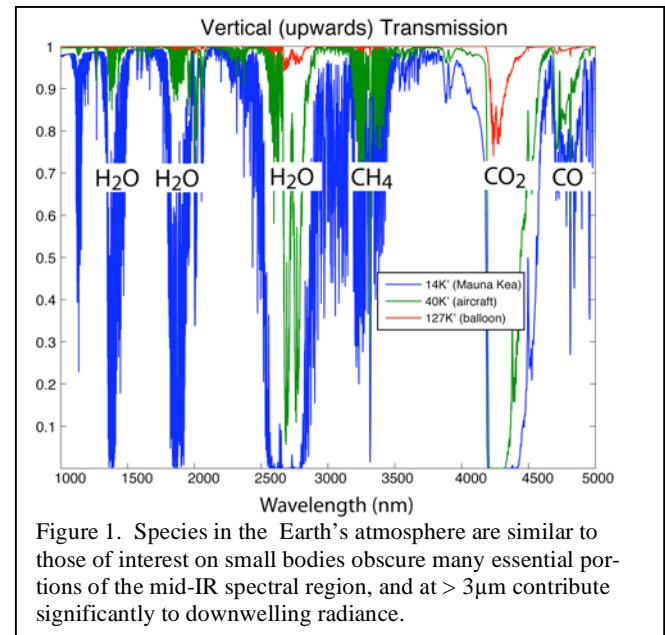 Vertical (upwards) Transmission
1
0.9
0.8
0.7
0.6
0.5
0.4
0.3
0.2
0.1
H2O H2O H2O CH4 CO2 CO
14K' (Mauna Kea)
40K' (aircraft)
127K' (balloon)
1000 1500 2000 2500 3000 3500 4000 4500 5000
Wavelength (nm)
Figure 1. Species in the Earth's atmosphere are similar to
those of interest on small bodies obscure many essential por-
tions of the mid-IR spectral region, and at > 3µm contribute
significantly to downwelling radiance.